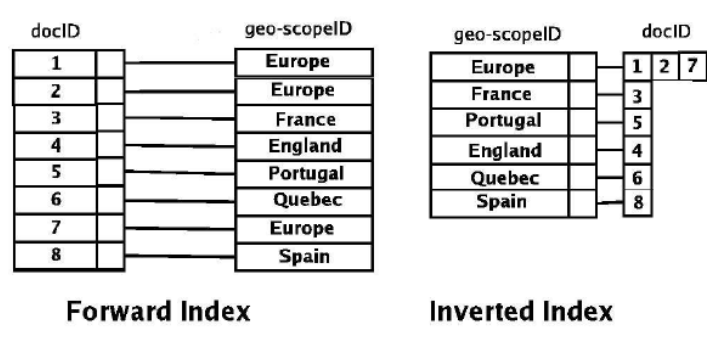 docID geo-scopeID
1 Europe
2 Europe
3 France
4 England
5 Portugal
6 Quebec
7 Europe
8 Spain
Forward Index
geo-scopeID docID
Europe 1 2 7
France 3
Portugal 5
England 4
Quebec 6
Spain 8
Inverted Index